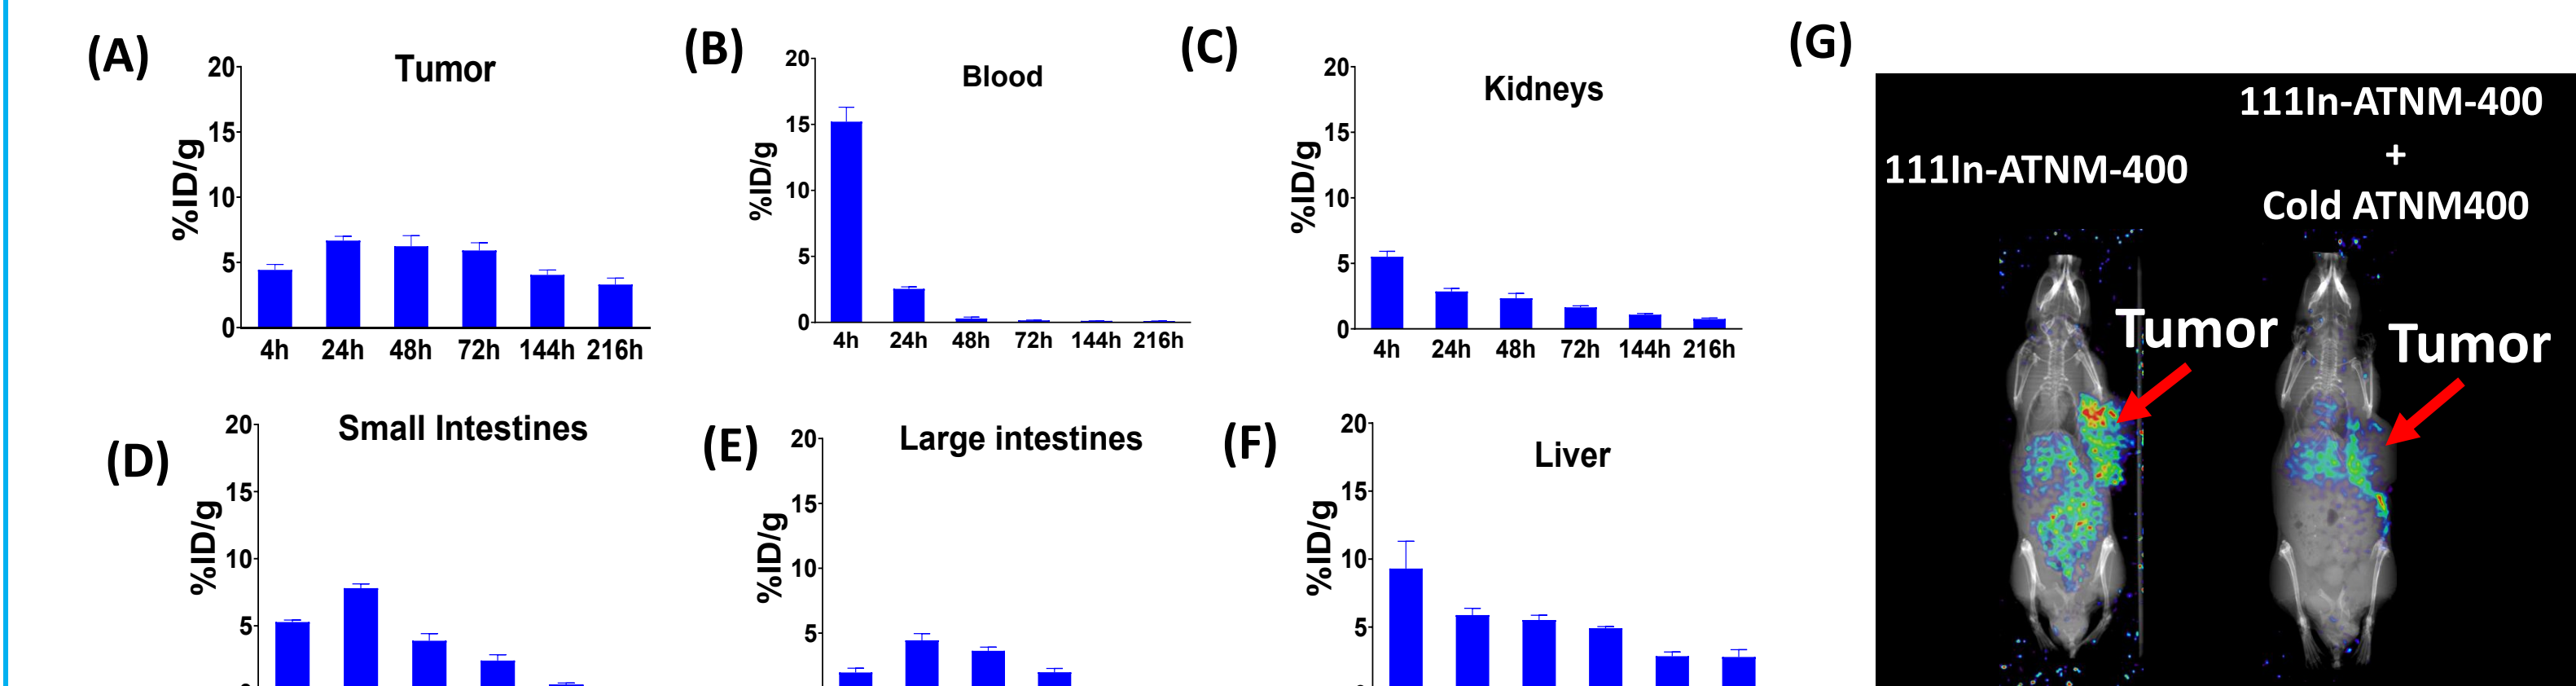 (A)
Tumor
%ID/g
20
15
10
5
0
4h 24h 48h 72h 144h 216h
(B)
Blood
%ID/g
20
15
10
5
0
4h 24h 48h 72h 144h 216h
(C)
Kidneys
%ID/g
20
15
10
5
0
4h 24h 48h 72h 144h 216h
(D)
Small Intestines
%ID/g
20
15
10
5
(E)
Large intestines
%ID/g
20
15
10
5
(F)
Liver
%ID/g
20
15
10
5
(G)
111In-ATNM-400
111In-ATNM-400
+
Cold ATNM400
Tumor
Tumor